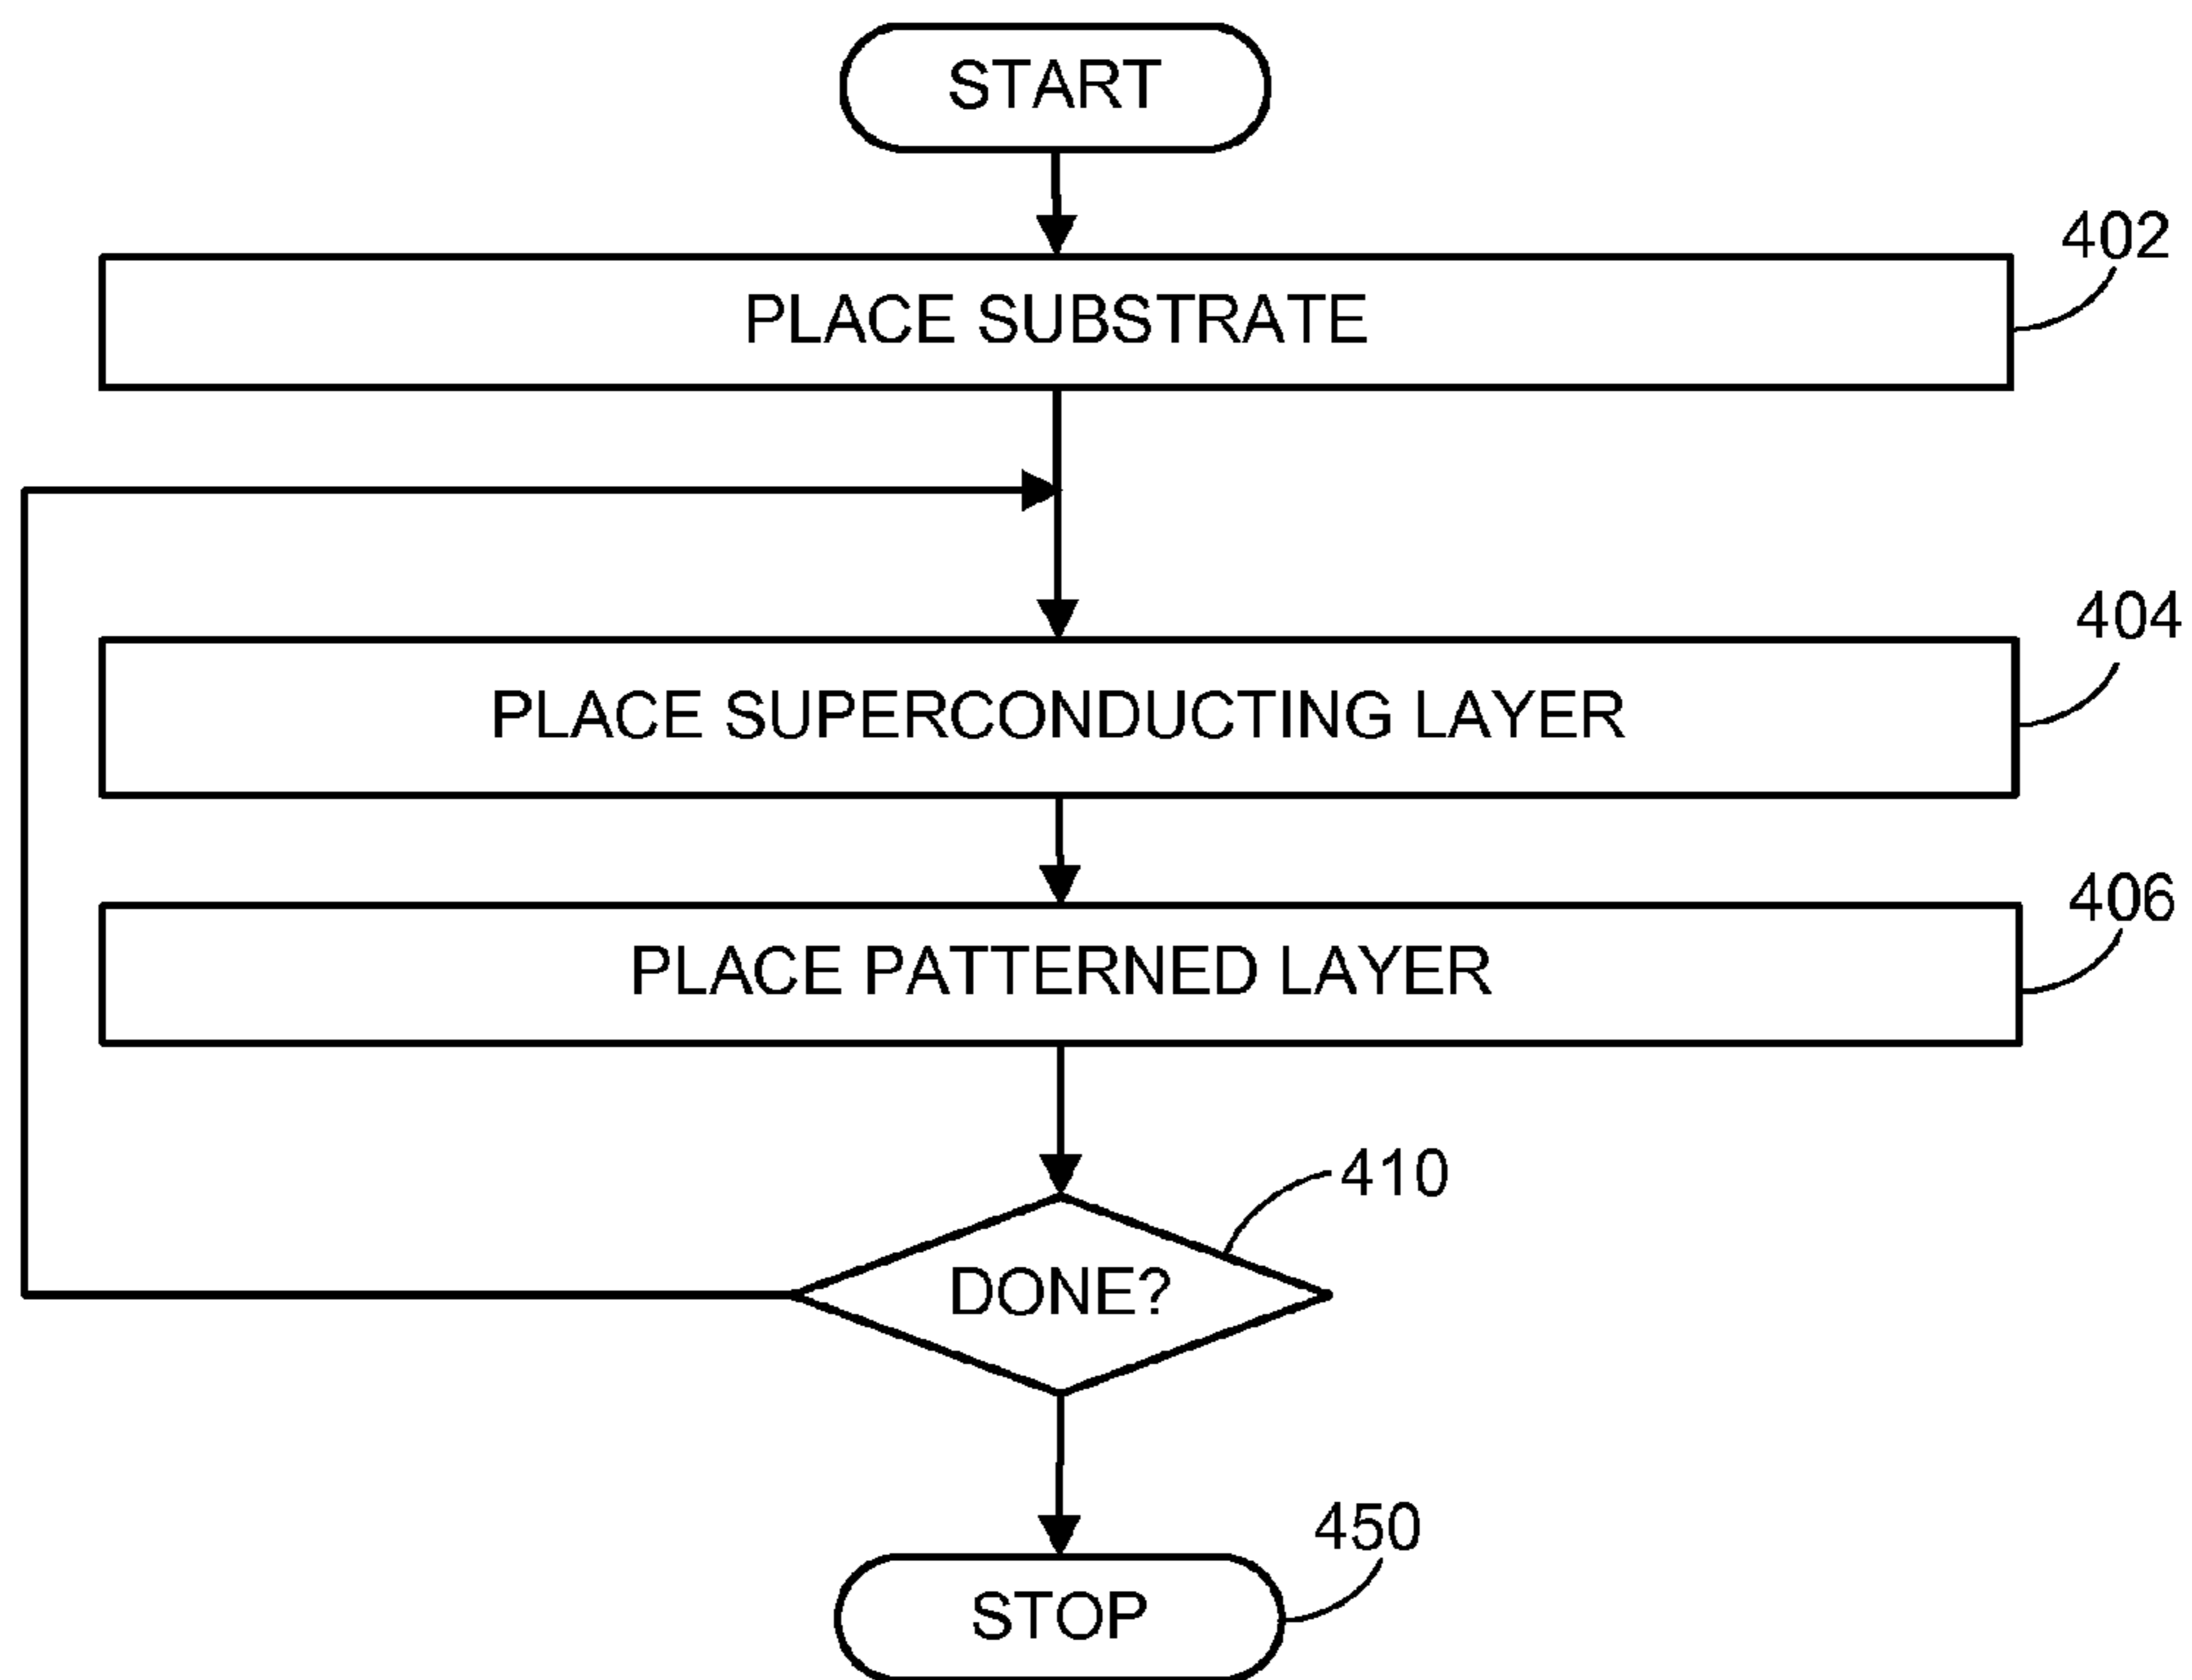 START
402
PLACE SUBSTRATE
404
PLACE SUPERCONDUCTING LAYER
406
PLACE PATTERNED LAYER
410
DONE?
450
STOP